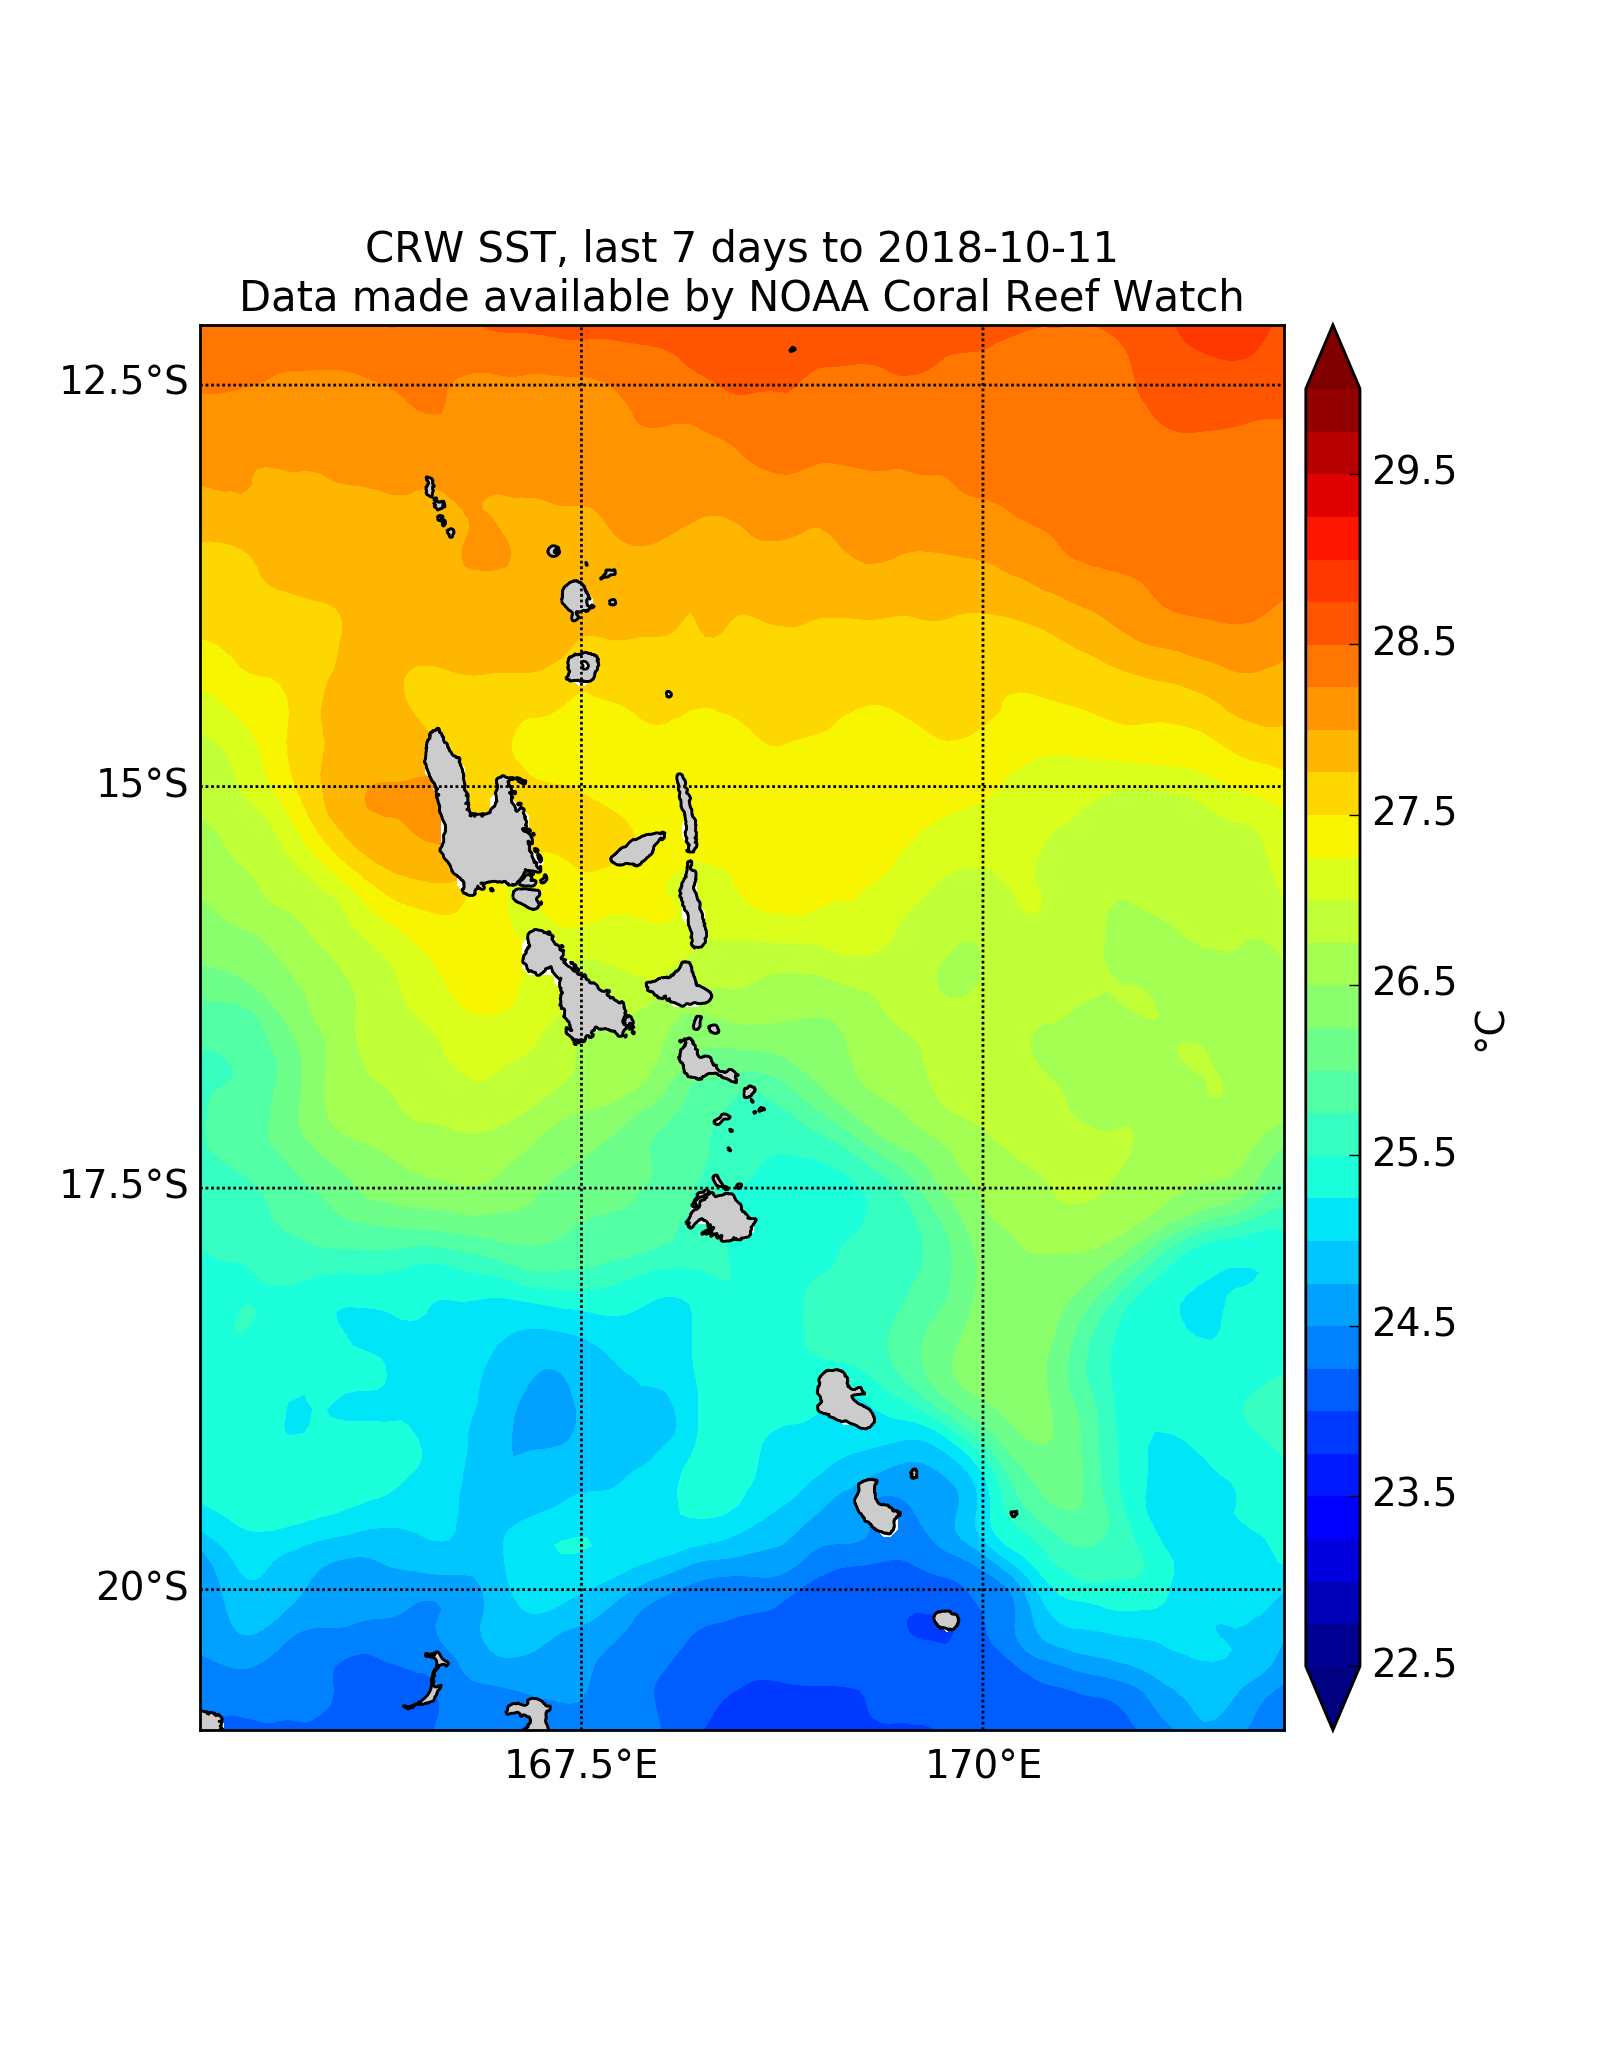 CRW SST, last 7 days to 2018-10-11
Data made available by NOAA Coral Reef Watch
12.5°S
15°S
17.5°S
20°S
167.5°E
170°E
29.5
28.5
27.5
26.5
25.5
24.5
23.5
22.5
°C